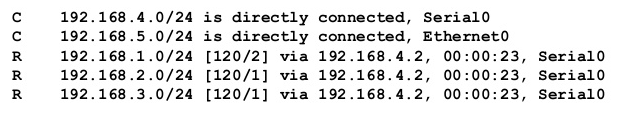 C 192.168.4.0/24 is directly connected, Serial0
C 192.168.5.0/24 is directly connected, Ethernet0
R 192.168.1.0/24 [120/2] via 192.168.4.2, 00:00:23, Serial0
R 192.168.2.0/24 [120/1] via 192.168.4.2, 00:00:23, Serial0
R 192.168.3.0/24 [120/1] via 192.168.4.2, 00:00:23, Serial0